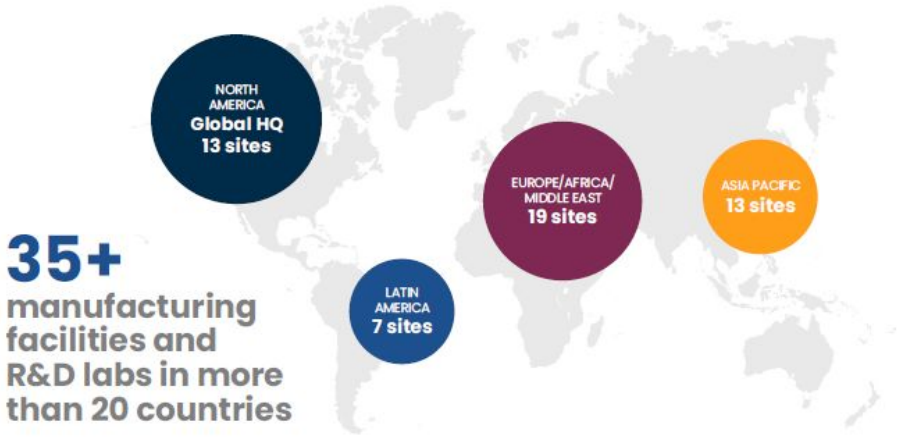 NORTH
AMERICA
Global HQ
13 sites
EUROPE/AFRICA/
MIDDLE EAST
19 sites
ASIA PACIFIC
13 sites
LATIN
AMERICA
7 sites
35+
manufacturing
facilities and
R&D labs in more
than 20 countries